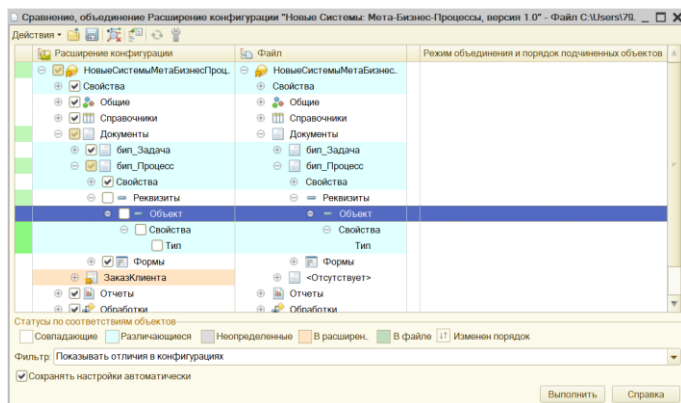 Сравнение, объединение Расширение конфигурации "Новые Системы: Мета-Бизнес-Процессы, версия 1.0" - Файл C:\Users\79.
Действия
Расширение конфигурации Файл Режим объединения и порядок подчиненных объектов
НовыеСистемыМетаБизнесПроц. НовыеСистемыМетаБизнес.
Свойства Свойства
Общие Общие
Справочники Справочники
Документы Документы
бип_Задача бип_Задача
бип_Процесс бип_Процесс
Свойства Свойства
Реквизиты Реквизиты
Объект Объект
Свойства Свойства
Тип Тип
Формы Формы
ЗаказКлиента <Отсутствует>
Отчеты Отчеты
Обработки Обработки
Статусы по соответствиям объектов
Совпадающие Различающиеся Неопределенные В расширен. В файле Изменен порядок
Фильтр: Показывать отличия в конфигурациях
Сохранять настройки автоматически
Выполнить Справка